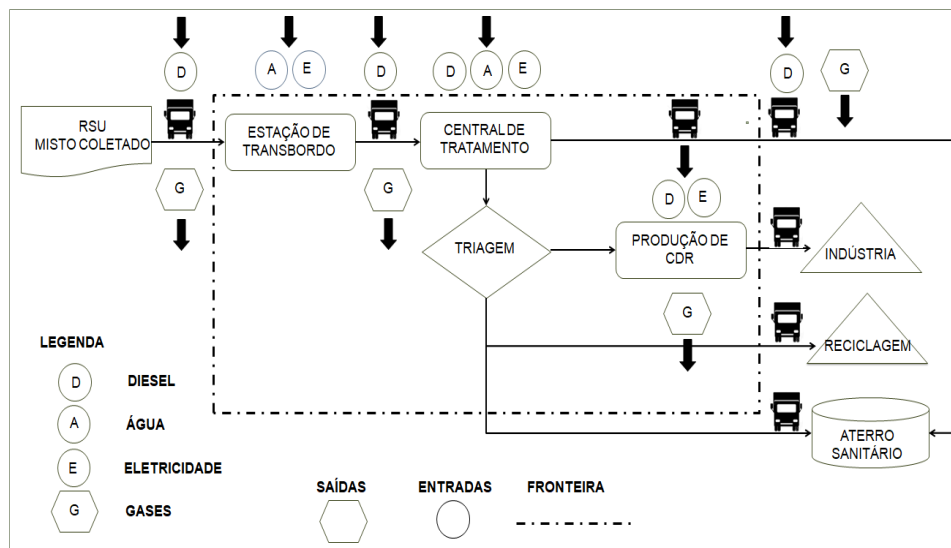 D
A
E
D
D
A
E
D
G
RSU
MISTO COLETADO
ESTAÇÃO DE
TRANSBORDO
CENTRAL DE
TRATAMENTO
G
G
D
E
TRIAGEM
PRODUÇÃO DE
CDR
INDÚSTRIA
G
RECICLAGEM
LEGENDA
D
DIESEL
A
ÁGUA
E
ELETRICIDADE
G
GASES
ATERRO
SANITÁRIO
SAÍDAS
ENTRADAS
FRONTEIRA